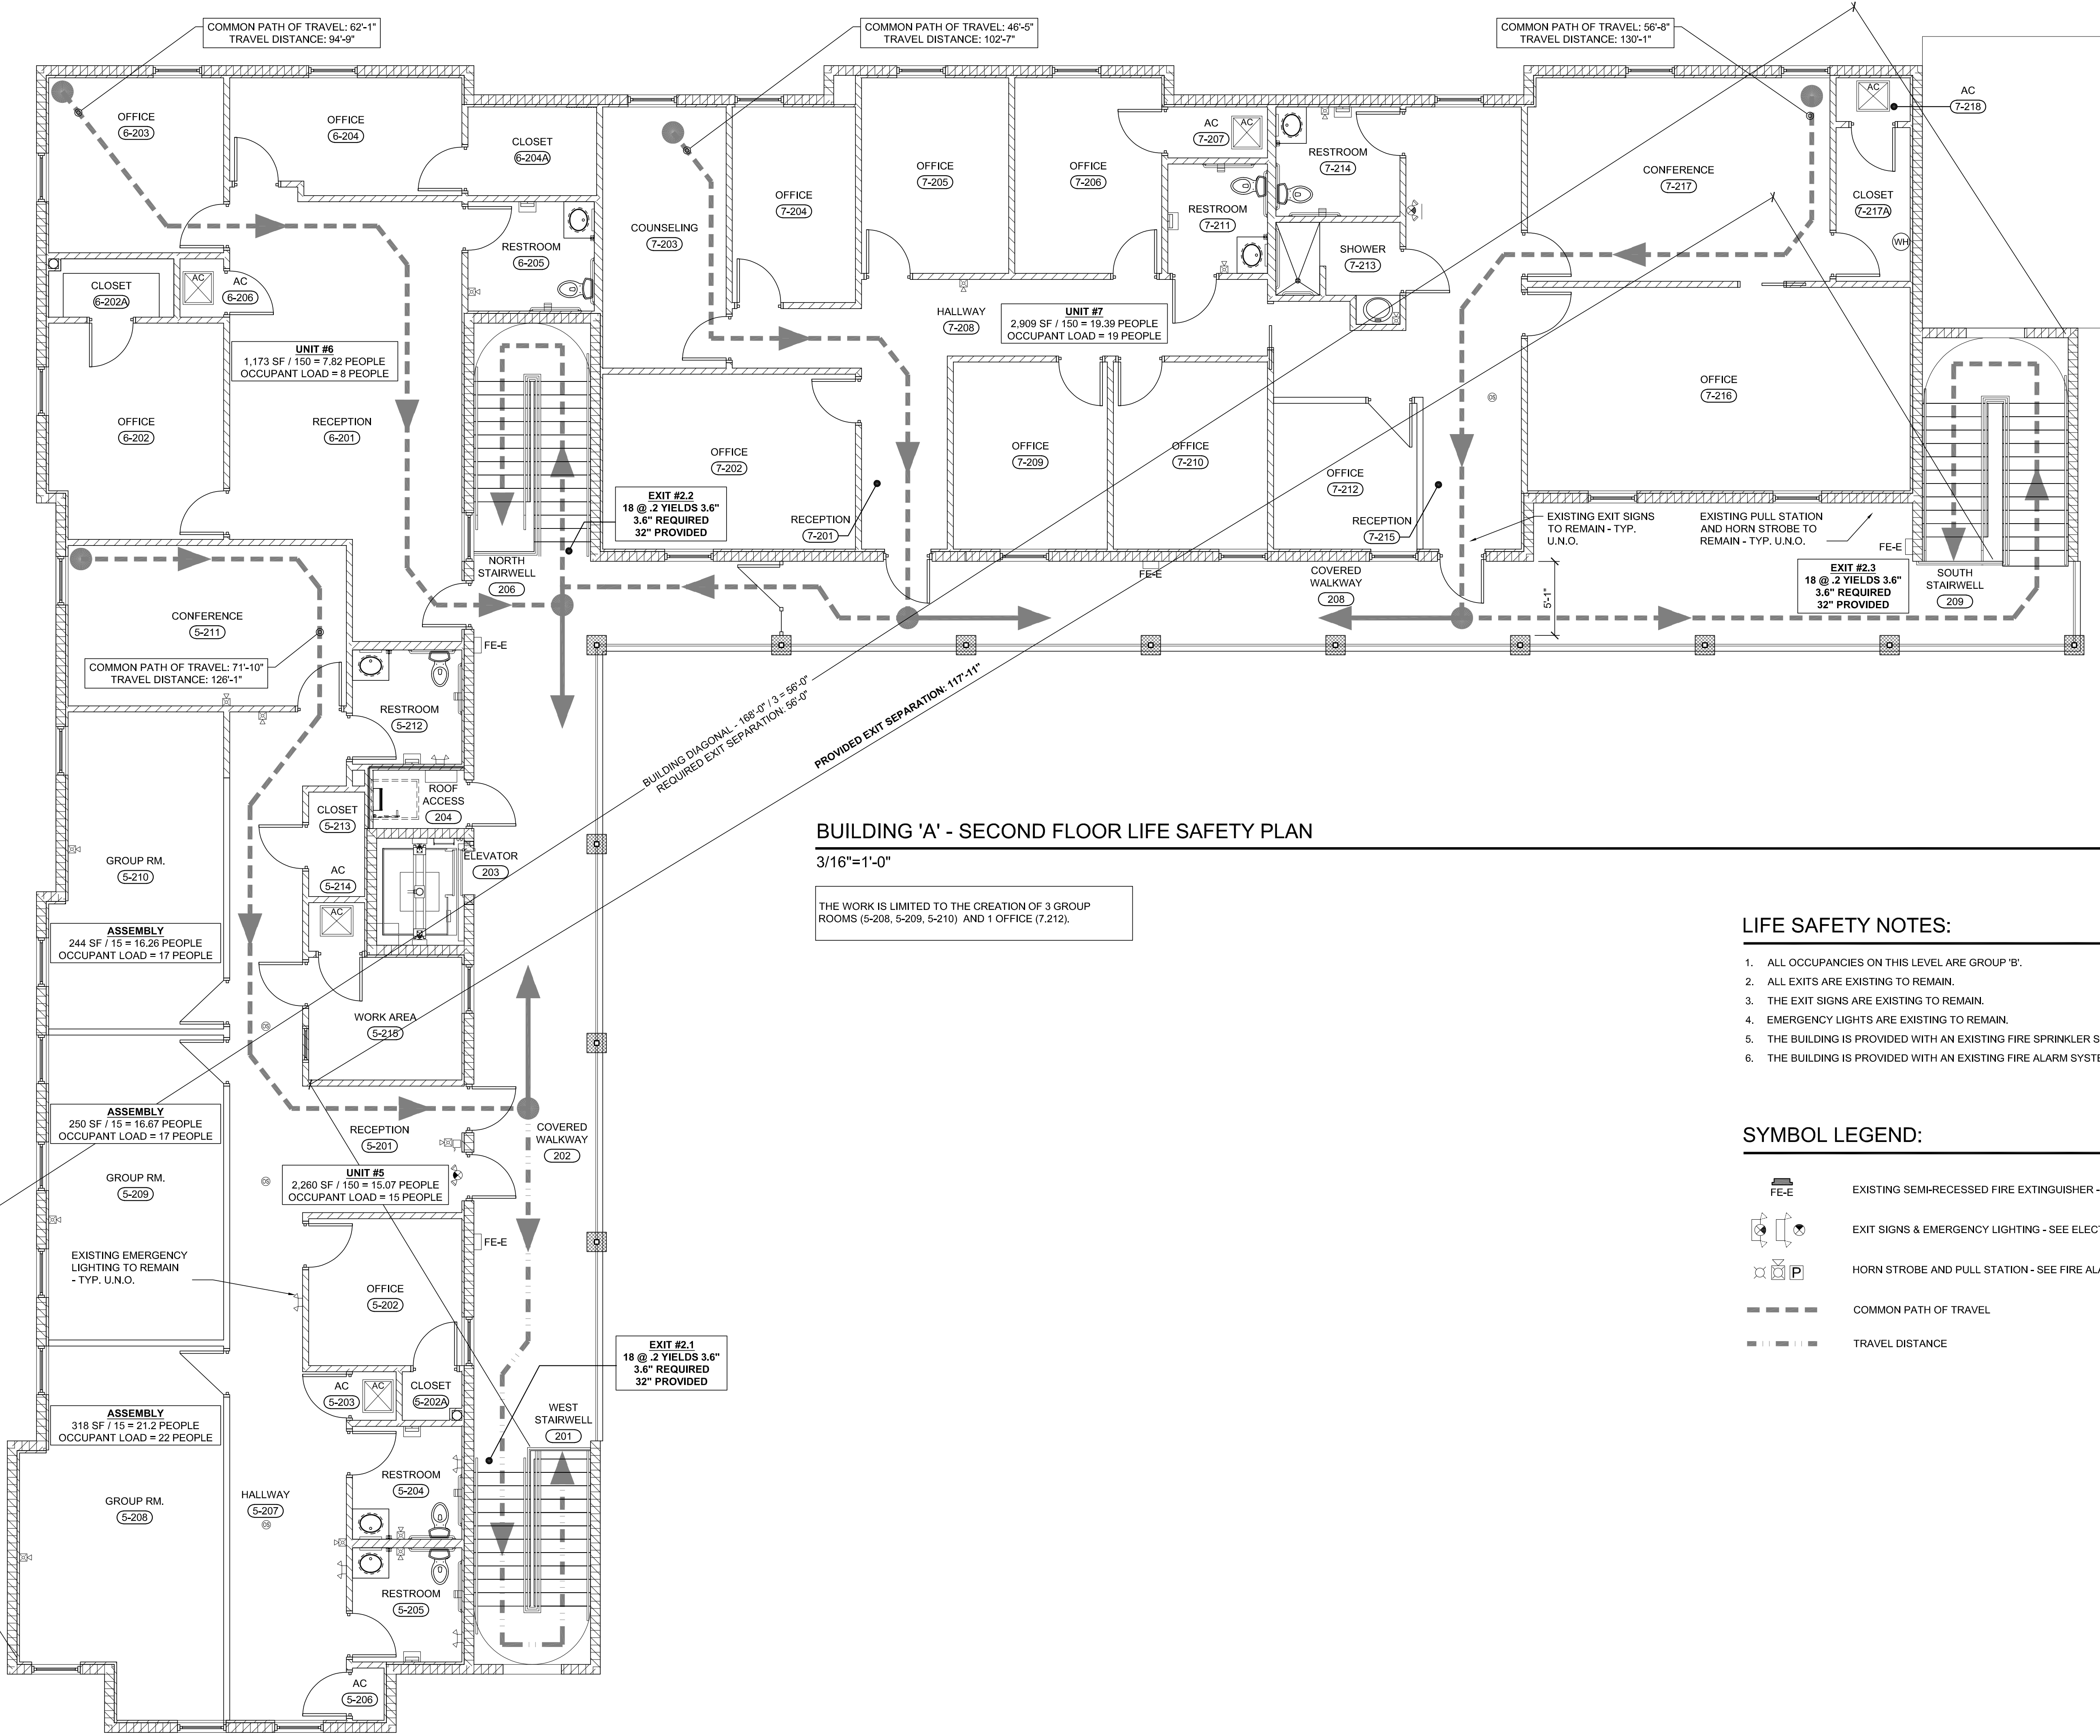 COMMON PATH OF TRAVEL: 62'-1"
TRAVEL DISTANCE: 94'-9"
COMMON PATH OF TRAVEL: 46'-5"
TRAVEL DISTANCE: 102'-7"
COMMON PATH OF TRAVEL: 56'-8"
TRAVEL DISTANCE: 130'-1"
OFFICE
6-203
OFFICE
6-204
CLOSET
6-204A
COUNSELING
7-203
OFFICE
7-204
OFFICE
7-205
OFFICE
7-206
AC
7-207
AC
RESTROOM
7-211
RESTROOM
7-214
SHOWER
7-213
CONFERENCE
7-217
AC
AC
7-218
CLOSET
7-217A
WH
RESTROOM
6-205
CLOSET
6-202A
AC
AC
6-206
UNIT #6
1,173 SF / 150 = 7.82 PEOPLE
OCCUPANT LOAD = 8 PEOPLE
HALLWAY
7-208
UNIT #7
2,909 SF / 150 = 19.39 PEOPLE
OCCUPANT LOAD = 19 PEOPLE
OFFICE
6-202
RECEPTION
6-201
OFFICE
7-202
OFFICE
7-209
OFFICE
7-210
OFFICE
7-212
OFFICE
7-216
EXIT #2.2
18 @ .2 YIELDS 3.6"
3.6" REQUIRED
32" PROVIDED
RECEPTION
7-201
RECEPTION
7-215
EXISTING EXIT SIGNS
TO REMAIN - TYP.
U.N.O.
EXISTING PULL STATION
AND HORN STROBE TO
REMAIN - TYP. U.N.O.
FE-E
NORTH
STAIRWELL
206
FE-E
COVERED
WALKWAY
208
5'-1"
EXIT #2.3
18 @ .2 YIELDS 3.6"
3.6" REQUIRED
32" PROVIDED
SOUTH
STAIRWELL
209
CONFERENCE
5-211
FE-E
COMMON PATH OF TRAVEL: 71'-10"
TRAVEL DISTANCE: 126'-1"
RESTROOM
5-212
BUILDING DIAGONAL - 168'-0" / 3 = 56'-0"
REQUIRED EXIT SEPARATION: 56'-0"
PROVIDED EXIT SEPARATION: 117'-11"
ROOF
ACCESS
204
CLOSET
5-213
ELEVATOR
203
AC
5-214
AC
GROUP RM.
5-210
BUILDING 'A' - SECOND FLOOR LIFE SAFETY PLAN
3/16"=1'-0"
THE WORK IS LIMITED TO THE CREATION OF 3 GROUP
ROOMS (5-208, 5-209, 5-210) AND 1 OFFICE (7.212).
ASSEMBLY
244 SF / 15 = 16.26 PEOPLE
OCCUPANT LOAD = 17 PEOPLE
WORK AREA
5-215
LIFE SAFETY NOTES:
1. ALL OCCUPANCIES ON THIS LEVEL ARE GROUP 'B'.
2. ALL EXITS ARE EXISTING TO REMAIN.
3. THE EXIT SIGNS ARE EXISTING TO REMAIN.
4. EMERGENCY LIGHTS ARE EXISTING TO REMAIN.
5. THE BUILDING IS PROVIDED WITH AN EXISTING FIRE SPRINKLER S
6. THE BUILDING IS PROVIDED WITH AN EXISTING FIRE ALARM SYSTE
ASSEMBLY
250 SF / 15 = 16.67 PEOPLE
OCCUPANT LOAD = 17 PEOPLE
RECEPTION
5-201
COVERED
WALKWAY
202
GROUP RM.
5-209
UNIT #5
2,260 SF / 150 = 15.07 PEOPLE
OCCUPANT LOAD = 15 PEOPLE
FE-E
EXISTING EMERGENCY
LIGHTING TO REMAIN
- TYP. U.N.O.
OFFICE
5-202
SYMBOL LEGEND:
FE-E
EXISTING SEMI-RECESSED FIRE EXTINGUISHER -
EXIT SIGNS & EMERGENCY LIGHTING - SEE ELECT
P
HORN STROBE AND PULL STATION - SEE FIRE ALA
COMMON PATH OF TRAVEL
TRAVEL DISTANCE
EXIT #2.1
18 @ .2 YIELDS 3.6"
3.6" REQUIRED
32" PROVIDED
AC
5-203
AC
CLOSET
5-202A
WEST
STAIRWELL
201
ASSEMBLY
318 SF / 15 = 21.2 PEOPLE
OCCUPANT LOAD = 22 PEOPLE
GROUP RM.
5-208
HALLWAY
5-207
RESTROOM
5-204
RESTROOM
5-205
AC
5-206